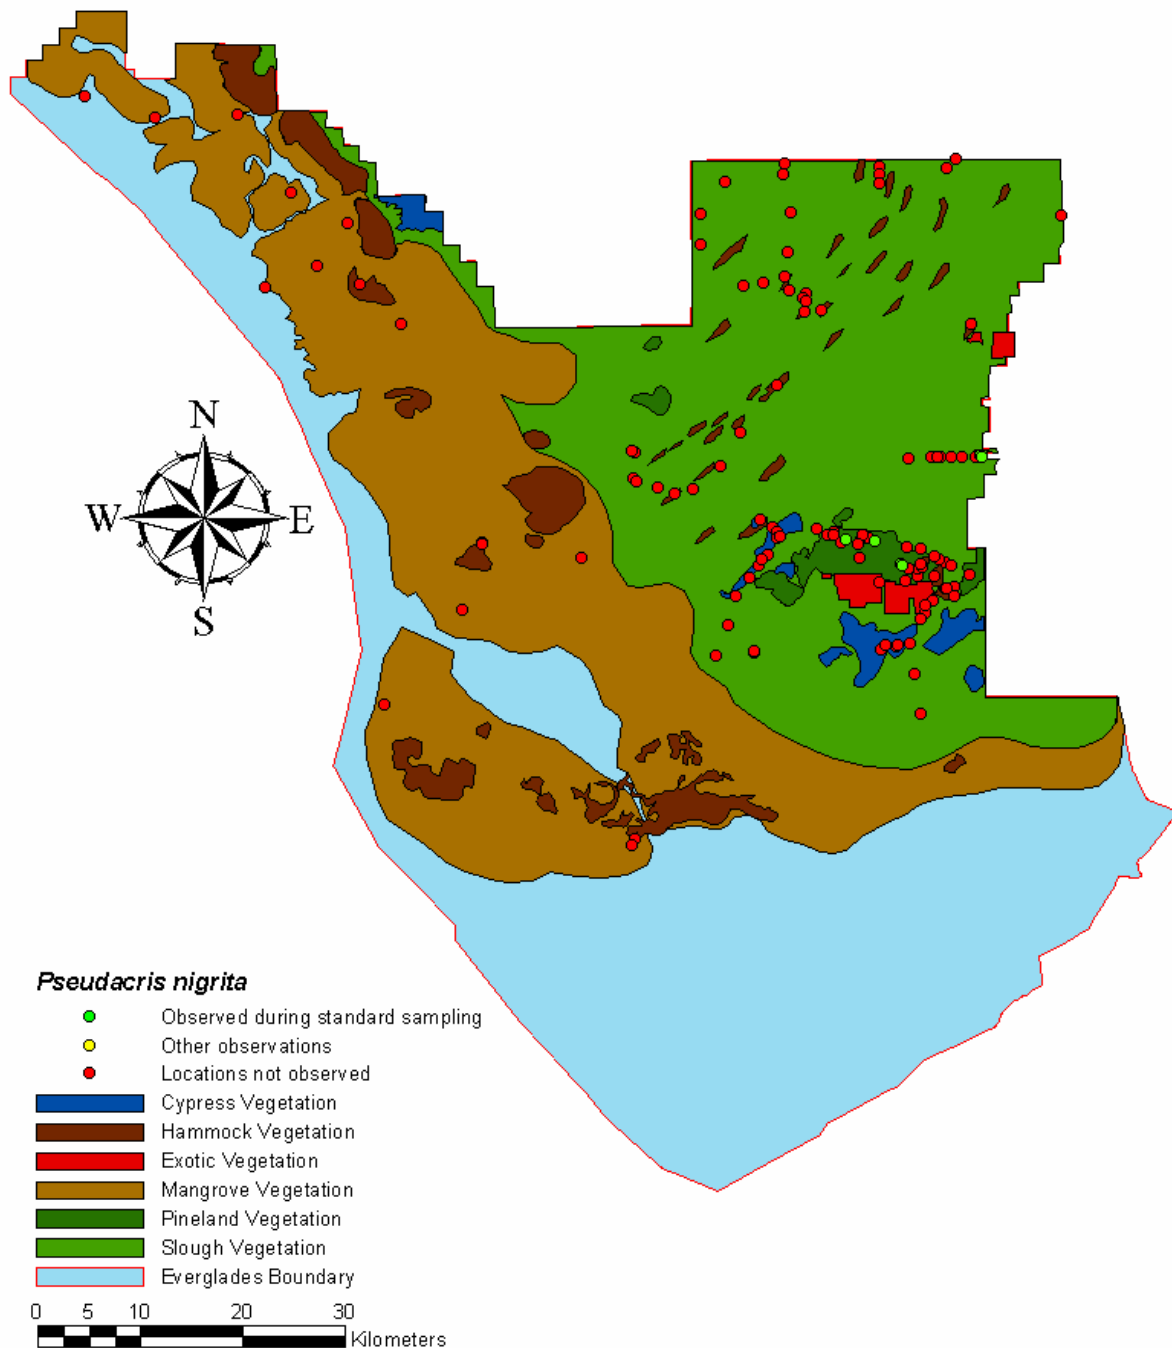 N
W E
S
Pseudacris nigrita
Observed during standard sampling
Other observations
Locations not observed
Cypress Vegetation
Hammock Vegetation
Exotic Vegetation
Mangrove Vegetation
Pineland Vegetation
Slough Vegetation
Everglades Boundary
0 5 10 20 30
Kilometers